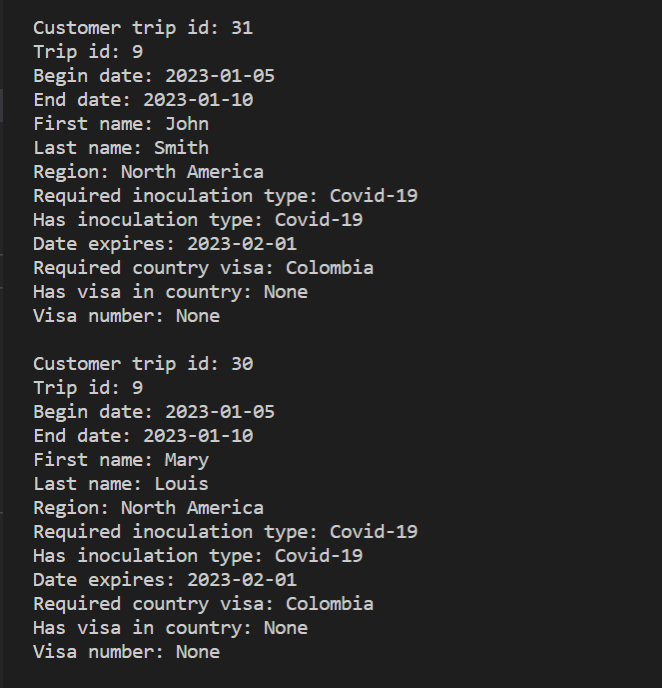 Customer trip id: 31
Trip id: 9
Begin date: 2023-01-05
End date: 2023-01-10
First name: John
Last name: Smith
Region: North America
Required inoculation type: Covid-19
Has inoculation type: Covid-19
Date expires: 2023-02-01
Required country visa: Colombia
Has visa in country: None
Visa number: None
Customer trip id: 30
Trip id: 9
Begin date: 2023-01-05
End date: 2023-01-10
First name: Mary
Last name: Louis
Region: North America
Required inoculation type: Covid-19
Has inoculation type: Covid-19
Date expires: 2023-02-01
Required country visa: Colombia
Has visa in country: None
Visa number: None